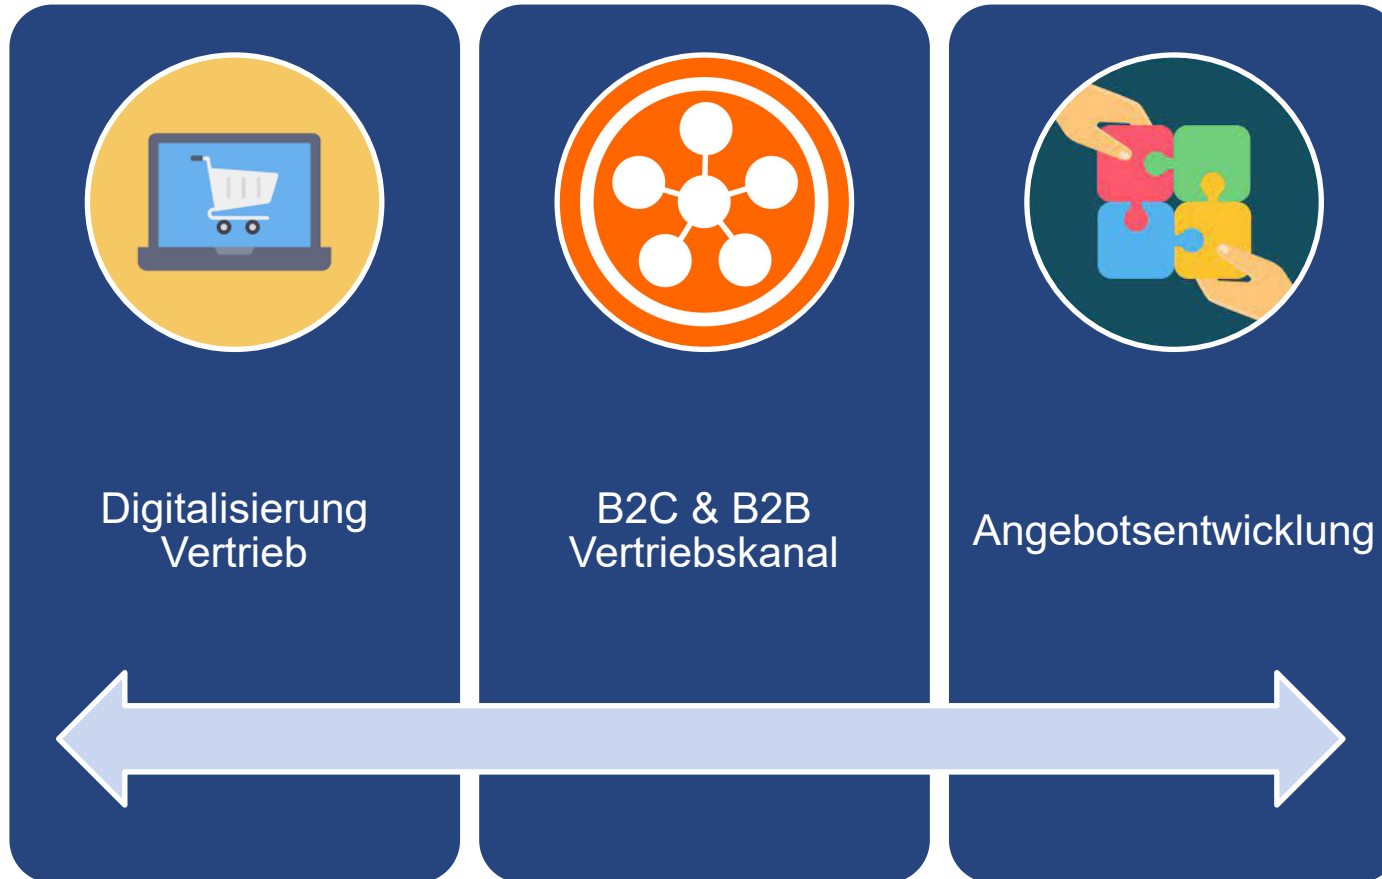 Digitalisierung
Vertrieb
B2C & B2B
Vertriebskanal
Angebotsentwicklung